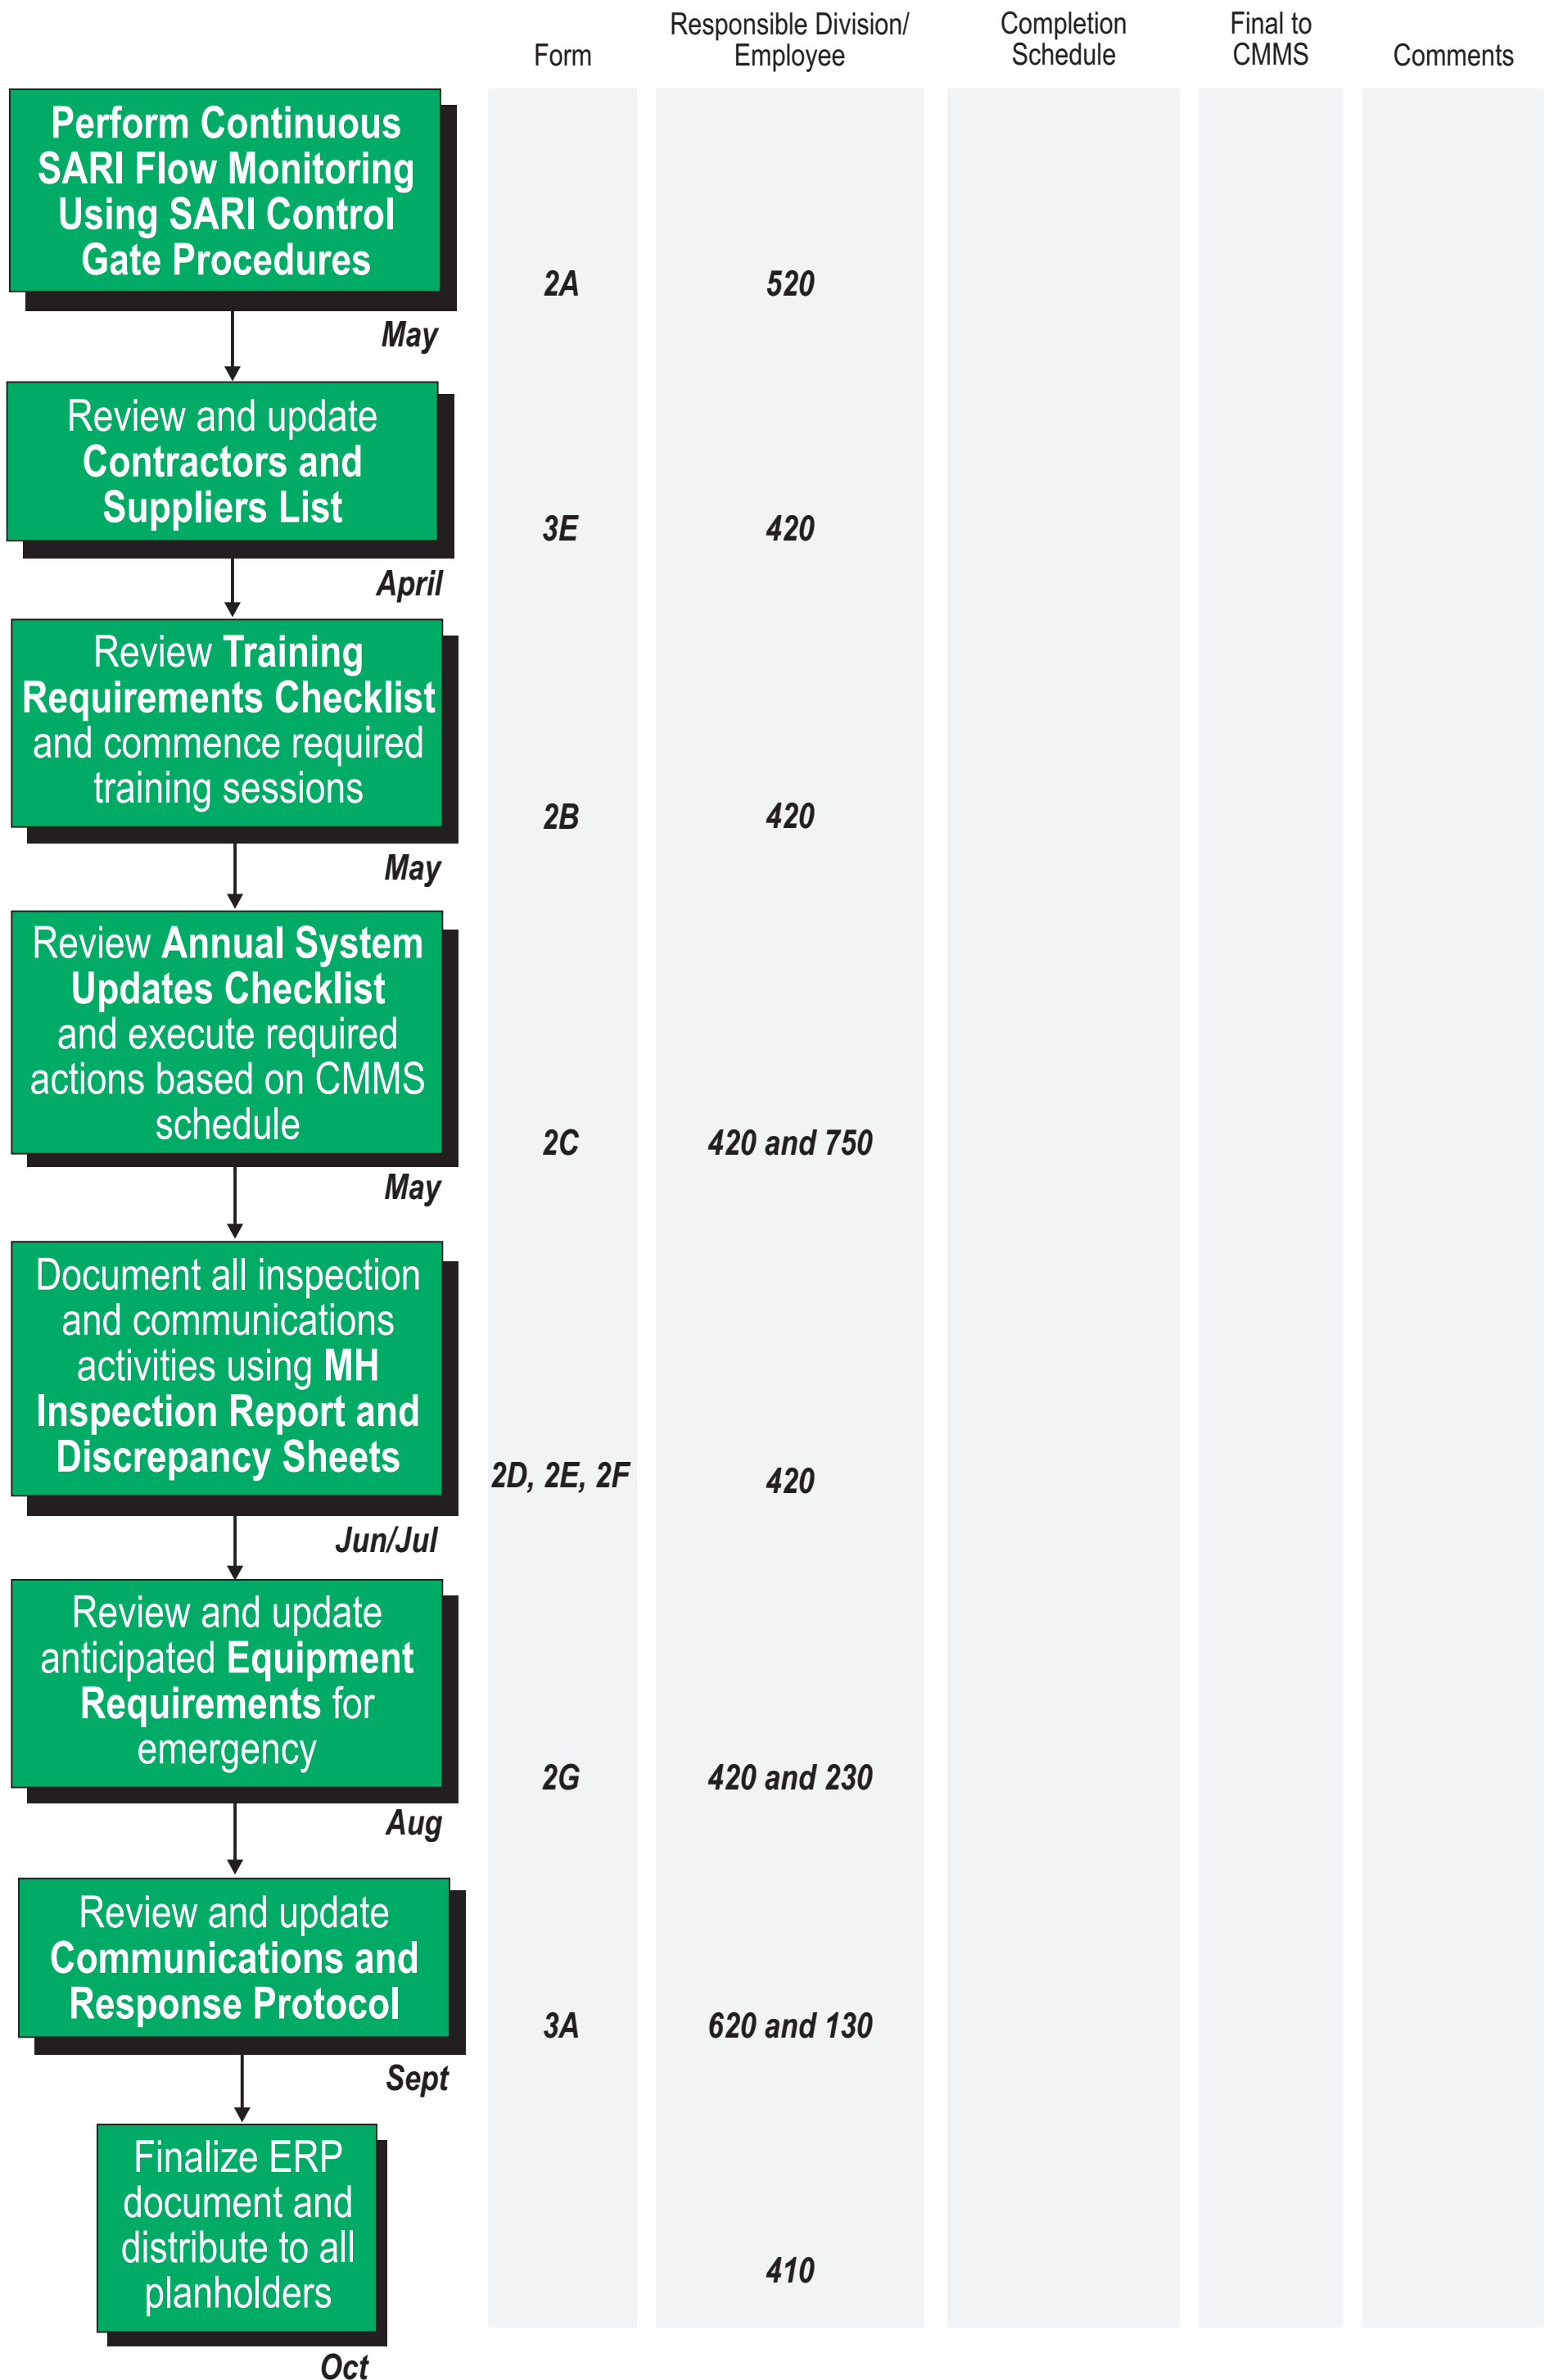 Form
Responsible Division/
Employee
Completion
Schedule
Final to
CMMS
Comments
Perform Continuous
SARI Flow Monitoring
Using SARI Control
Gate Procedures
2A
520
May
Review and update
Contractors and
Suppliers List
3E
420
April
Review Training
Requirements Checklist
and commence required
training sessions
2B
420
May
Review Annual System
Updates Checklist
and execute required
actions based on CMMS
schedule
2C
420 and 750
May
Document all inspection
and communications
activities using MH
Inspection Report and
Discrepancy Sheets
2D, 2E, 2F
420
Jun/Jul
Review and update
anticipated Equipment
Requirements for
emergency
2G
420 and 230
Aug
Review and update
Communications and
Response Protocol
3A
620 and 130
Sept
Finalize ERP
document and
distribute to all
planholders
410
Oct